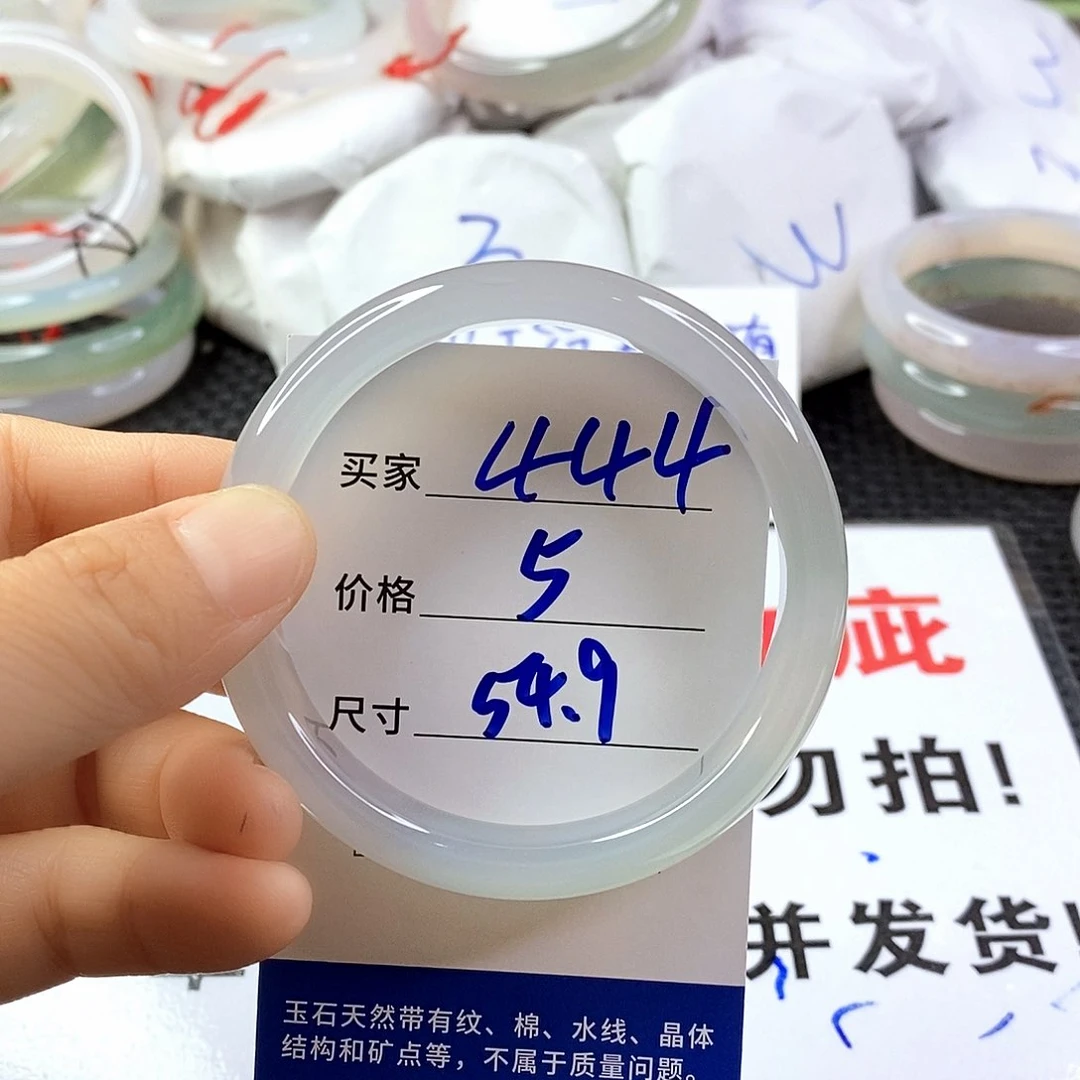 买家 444
价格 5
尺寸 54.9
疵
勿拍!
并发货!
玉石天然带有纹、棉、水线、晶体
结构和矿点等，不属于质量问题。